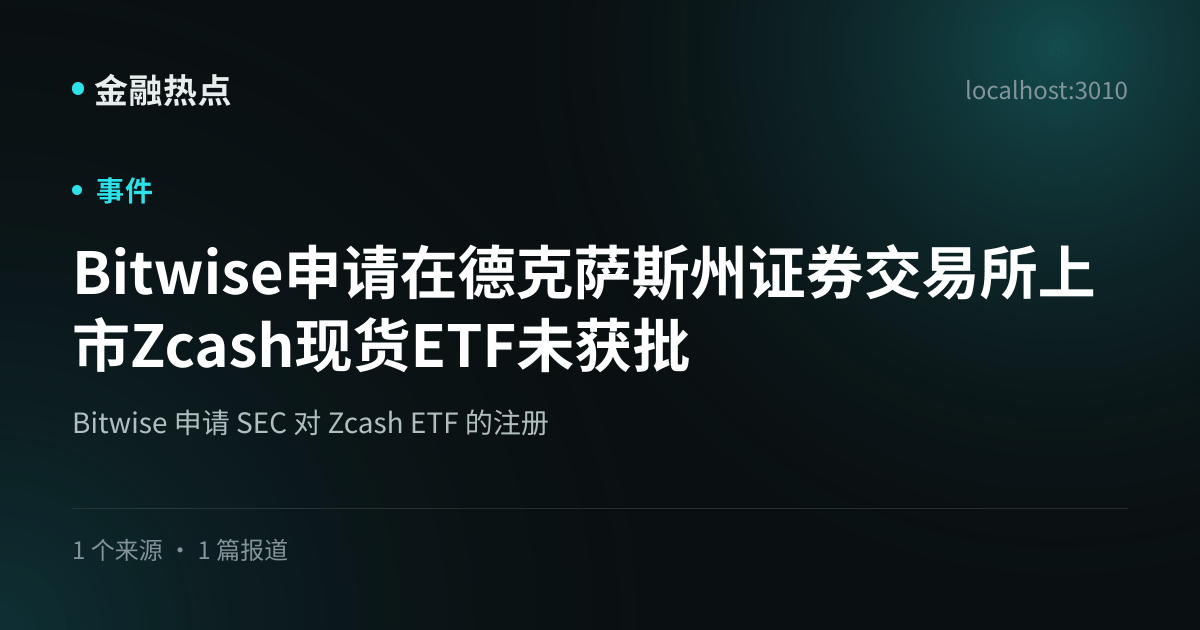 金融热点
localhost:3010
事件
Bitwise申请在德克萨斯州证券交易所上
市Zcash现货ETF未获批
Bitwise 申请 SEC 对 Zcash ETF 的注册
1 个来源 · 1 篇报道